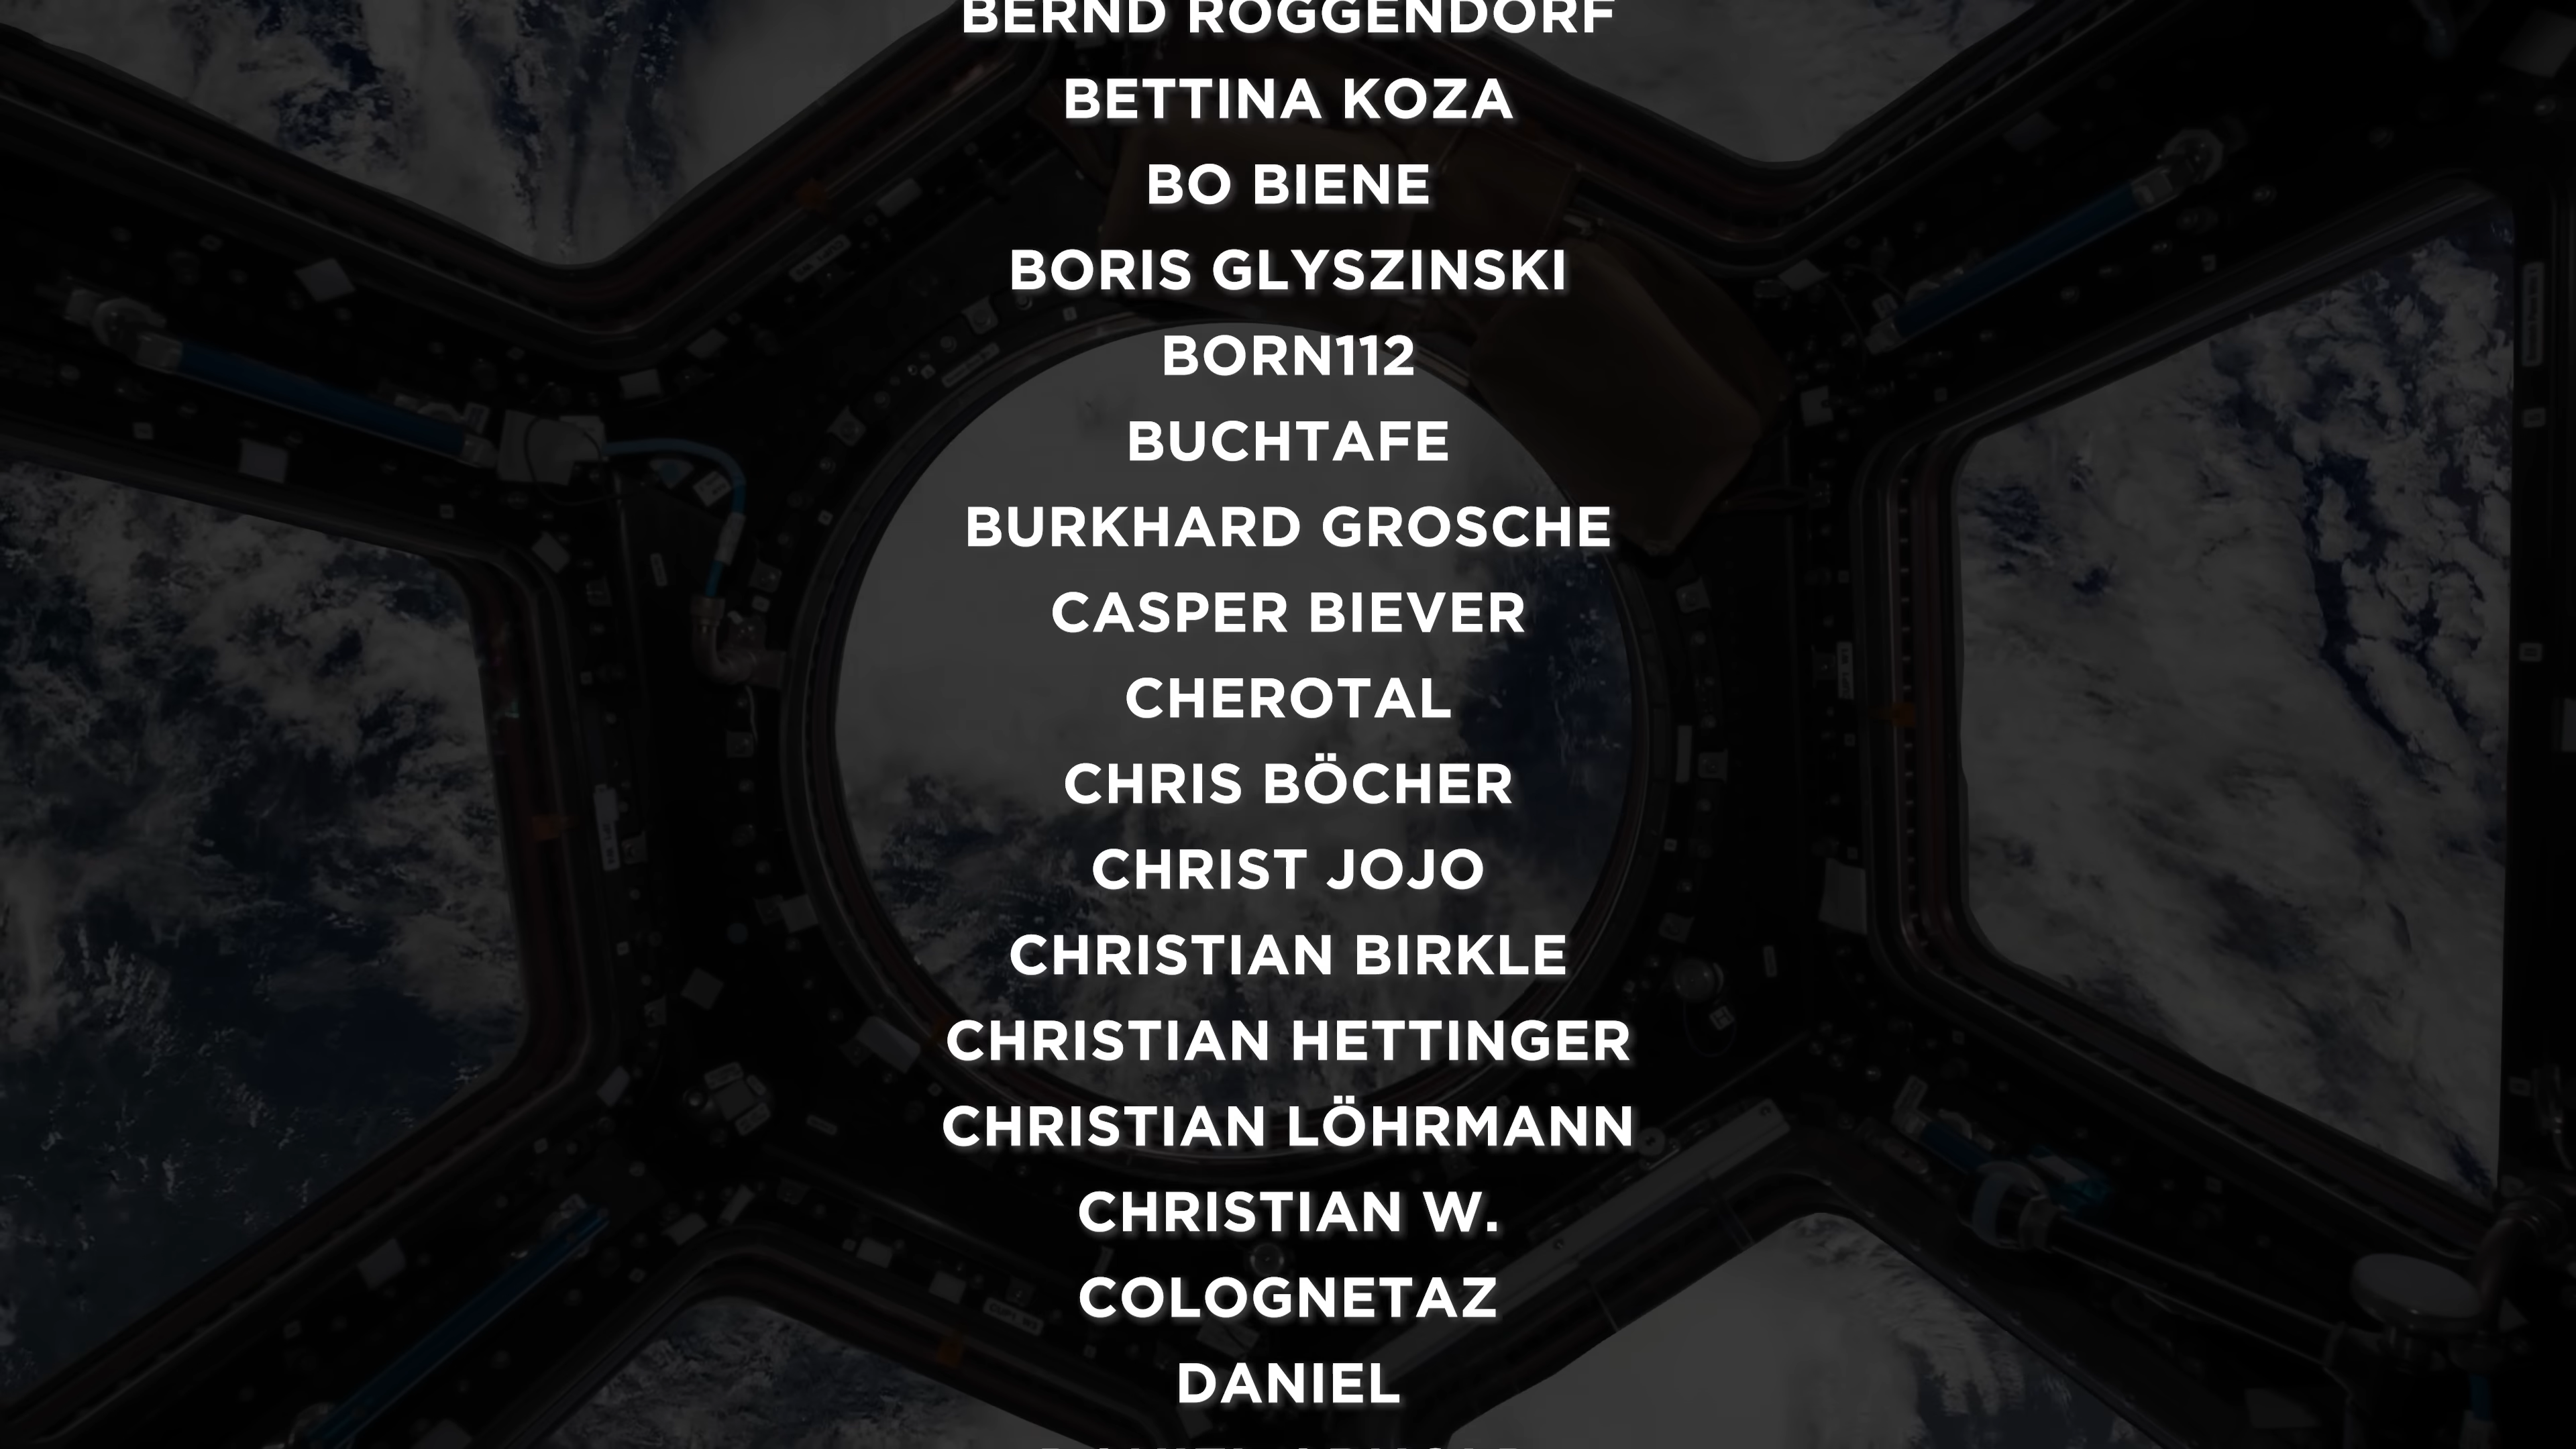 BERND ROGGENDORF
BETTINA KOZA
BO BIENE
BORIS GLYSZINSKI
BORN112
BUCHTAFE
BURKHARD GROSCHE
CASPER BIEVER
CHEROTAL
CHRIS BÖCHER
CHRIST JOJO
CHRISTIAN BIRKLE
CHRISTIAN HETTINGER
CHRISTIAN LÖHRMANN
CHRISTIAN W.
COLOGNETAZ
DANIEL